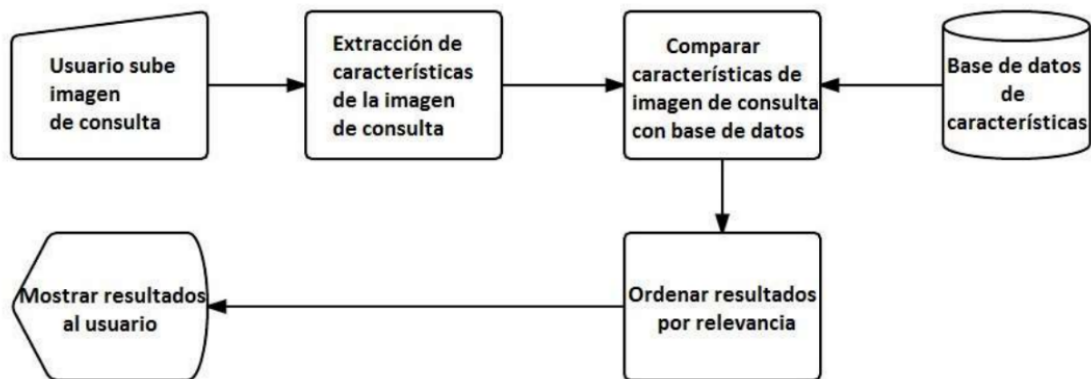 Usuario sube
imagen
de consulta
Extracción de
características
de la imagen
de consulta
Comparar
características de
imagen de consulta
con base de datos
Base de datos
de
características
Mostrar resultados
al usuario
Ordenar resultados
por relevancia